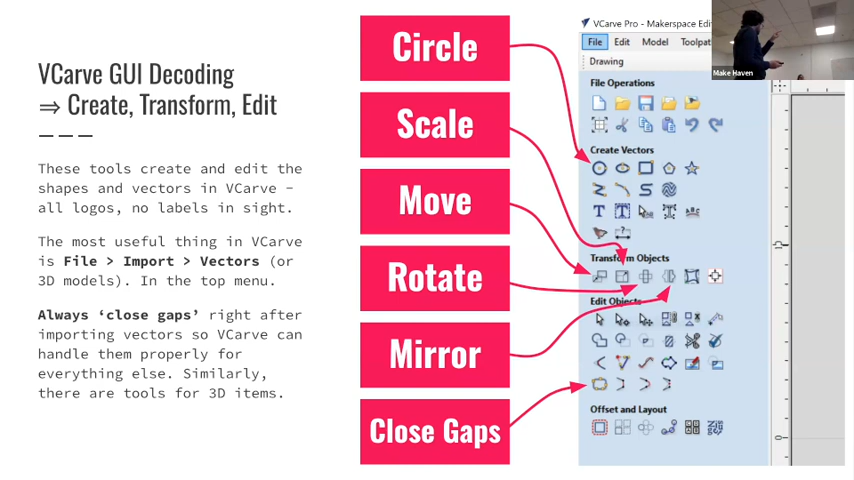 VCarve GUI Decoding
⇒ Create, Transform, Edit
These tools create and edit the
shapes and vectors in VCarve –
all logos, no labels in sight.
The most useful thing in VCarve
is File > Import > Vectors (or
3D models). In the top menu.
Always ‘close gaps’ right after
importing vectors so VCarve can
handle them properly for
everything else. Similarly,
there are tools for 3D items.
Circle
Scale
Move
Rotate
Mirror
Close Gaps
VCarve Pro - Makerspace Edi
File Edit Model Toolpat
Drawing
File Operations
Create Vectors
Transform Objects
Edit Objects
Offset and Layout
Make Haven